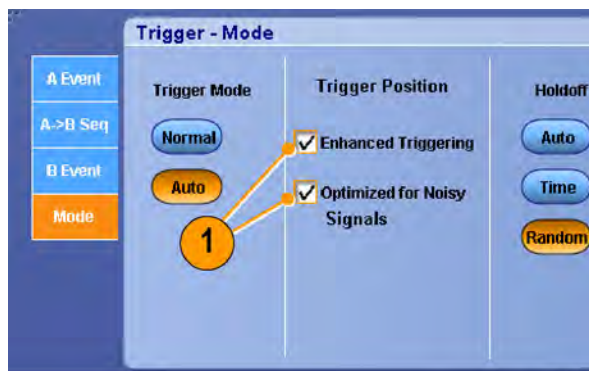 Trigger - Mode
A Event
A->B Seq
B Event
Mode
Trigger Mode
Normal
Auto
1
Trigger Position
Enhanced Triggering
Optimized for Noisy
Signals
Holdoff
Auto
Time
Random